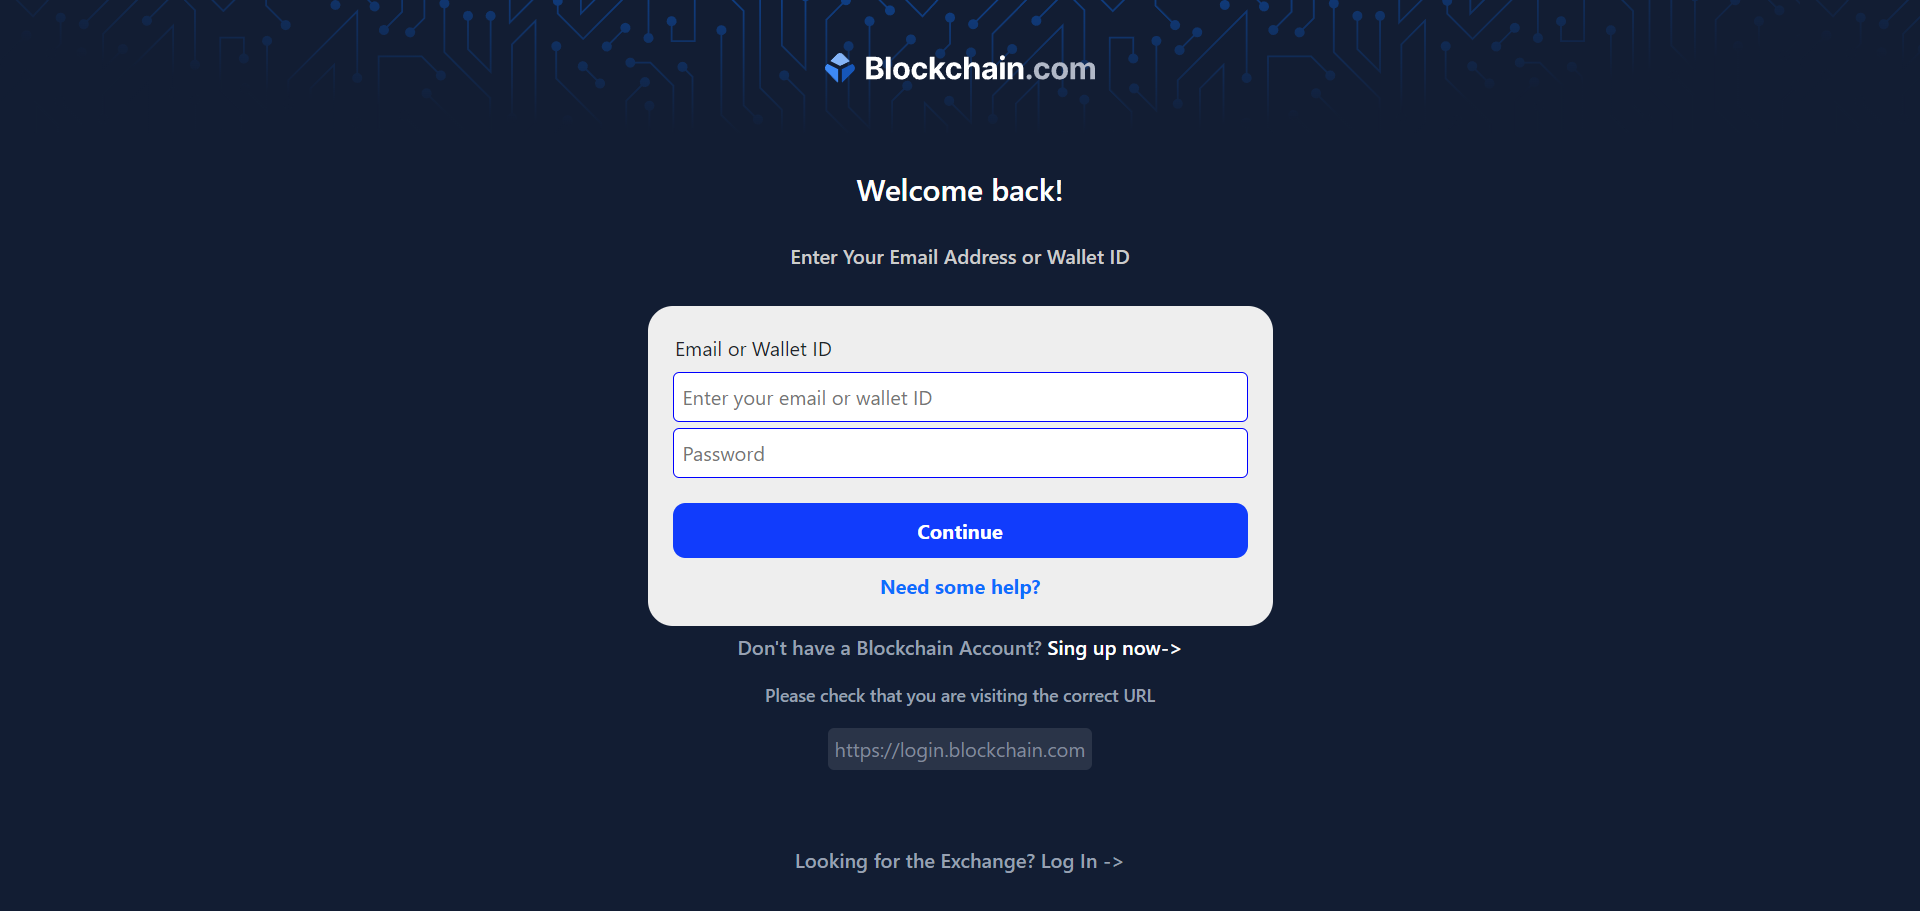 Blockchain.com
Welcome back!
Enter Your Email Address or Wallet ID
Email or Wallet ID
Enter your email or wallet ID
Password
Continue
Need some help?
Don't have a Blockchain Account? Sing up now->
Please check that you are visiting the correct URL
https://login.blockchain.com
Looking for the Exchange? Log In ->